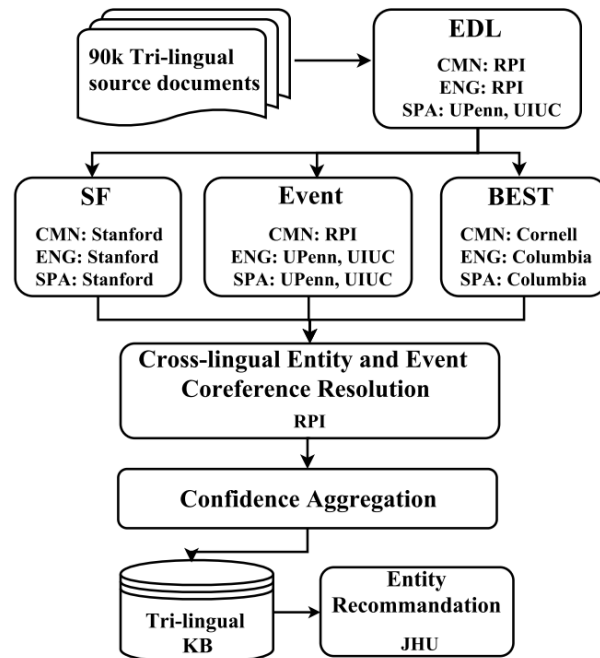 90k Tri-lingual
source documents
EDL
CMN: RPI
ENG: RPI
SPA: UPenn, UIUC
SF
CMN: Stanford
ENG: Stanford
SPA: Stanford
Event
CMN: RPI
ENG: UPenn, UIUC
SPA: UPenn, UIUC
BEST
CMN: Cornell
ENG: Columbia
SPA: Columbia
Cross-lingual Entity and Event
Coreference Resolution
RPI
Confidence Aggregation
Tri-lingual
KB
Entity
Recommandation
JHU